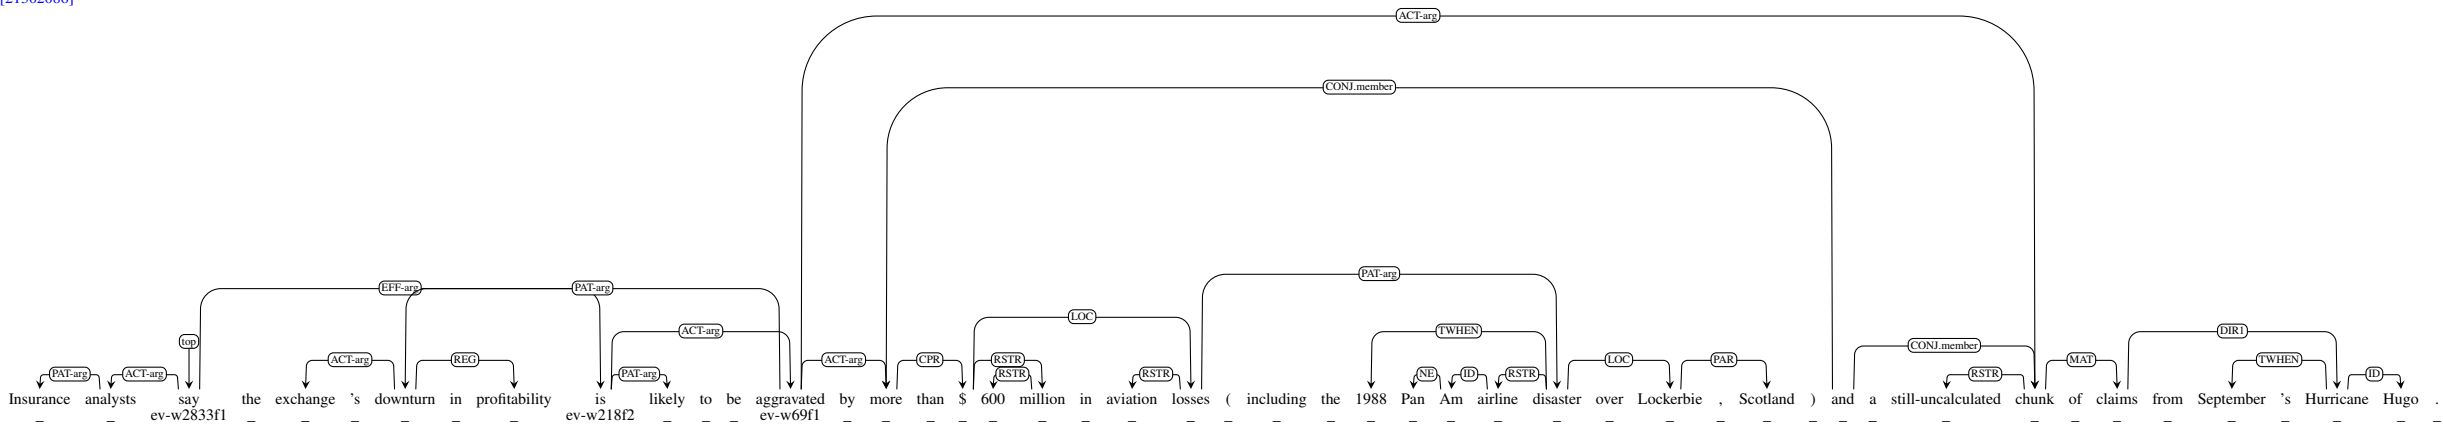 ACT-arg
CONJ.member
PAT-arg
EFF-arg PAT-arg
LOC
ACT-arg TWHEN DIR1
top CONJ.member
ACT-arg REG ACT-arg CPR RSTR LOC PAR MAT TWHEN
PAT-arg ACT-arg PAT-arg RSTR RSTR NE ID RSTR RSTR ID
Insurance analysts say the exchange 's downturn in profitability is likely to be aggravated by more than $ 600 million in aviation losses ( including the 1988 Pan Am airline disaster over Lockerbie , Scotland ) and a still-uncalculated chunk of claims from September 's Hurricane Hugo .
_ _ ev-w2833f1 _ _ _ _ _ _ ev-w218f2 _ _ _ ev-w69f1 _ _ _ _ _ _ _ _ _ _ _ _ _ _ _ _ _ _ _ _ _ _ _ _ _ _ _ _ _ _ _ _ _ _